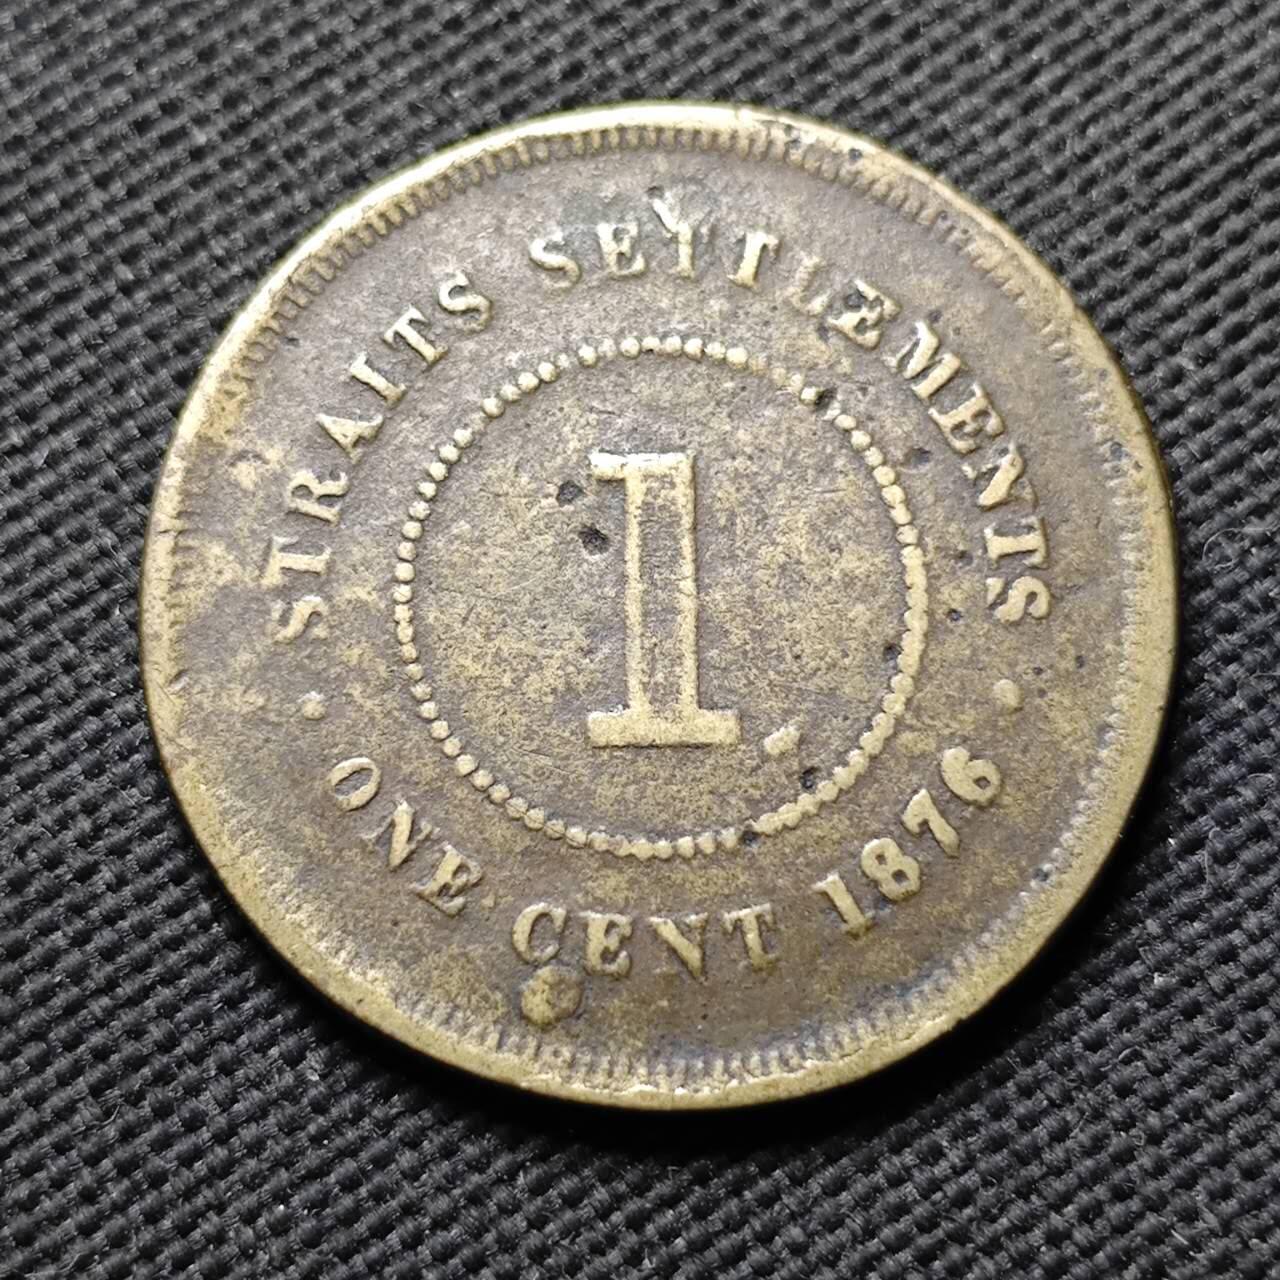 STRAITS SETTLEMENTS
1
· ONE CENT 1876 ·